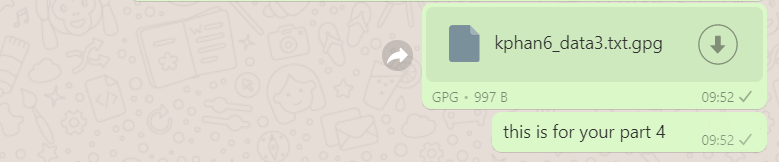 kphan6_data3.txt.gpg
GPG • 997 B 09:52
this is for your part 4 09:52